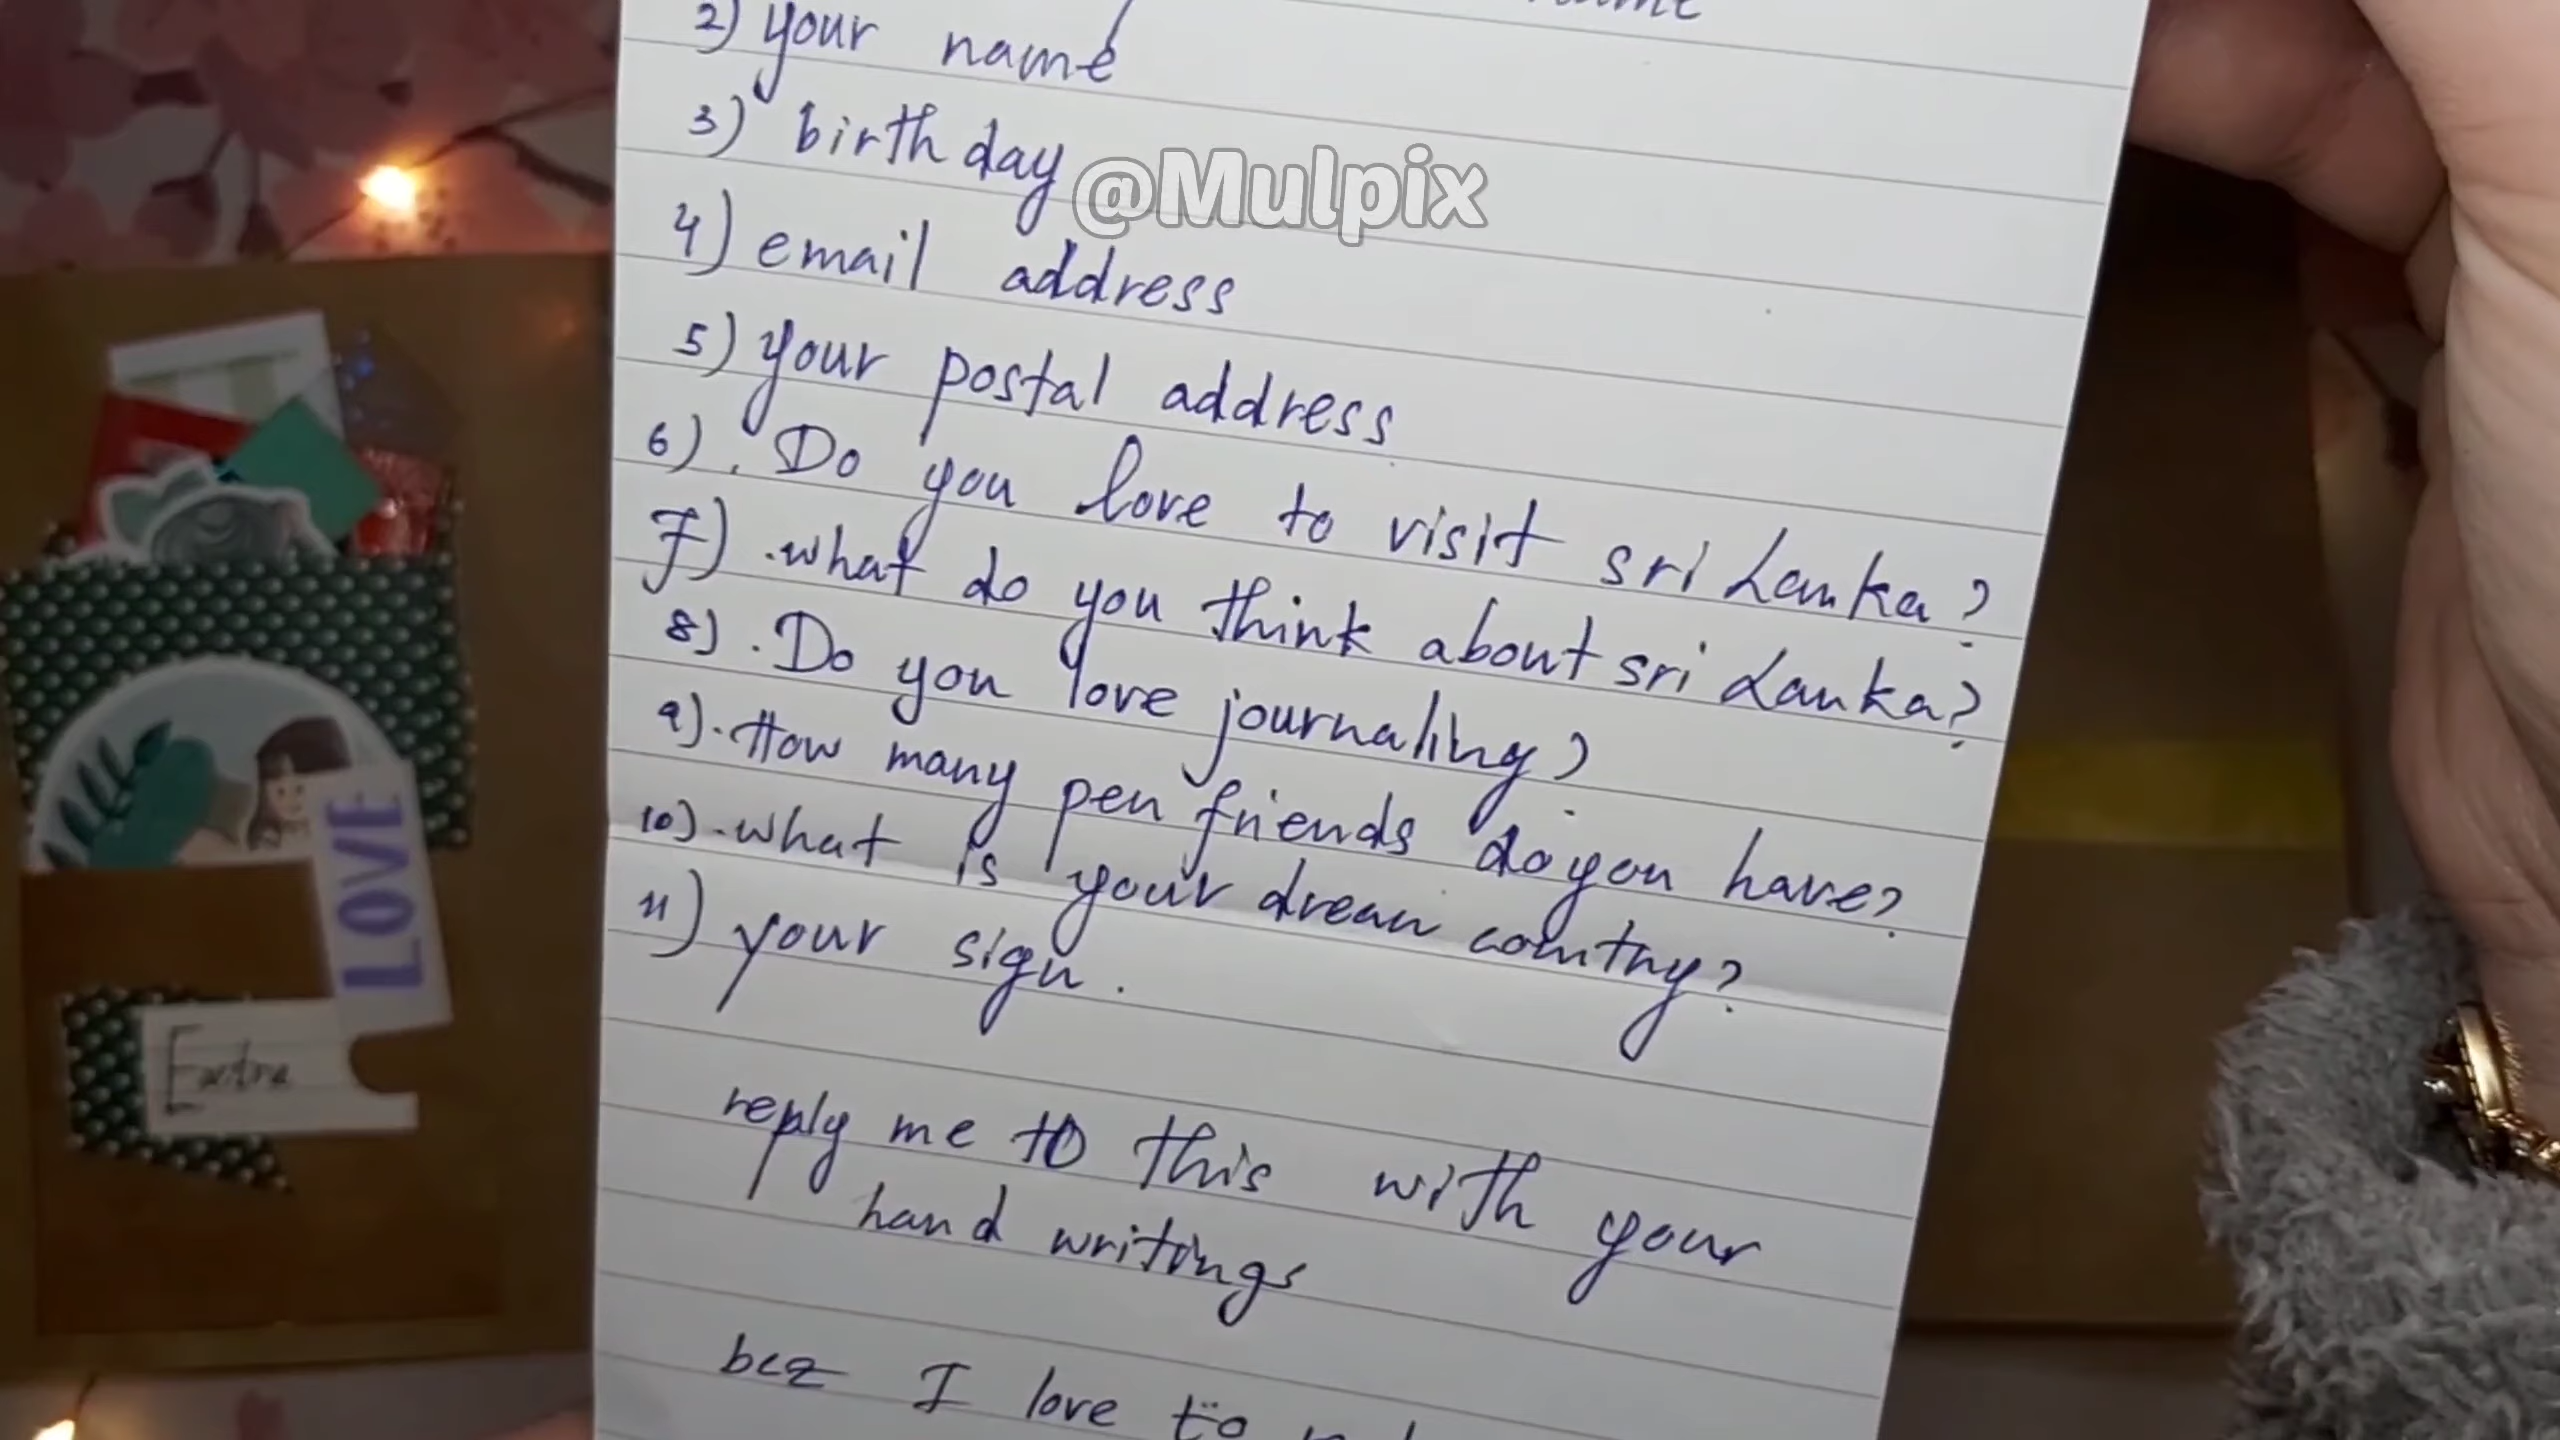 name
2) your name
3) birthday
@Mulpix
4) email address
5) your postal address
6). Do you love to visit sri Lanka?
7) .what do you think about sri Lanka?
8). Do you love journaling?
9). How many pen friends do you have?
10). what is your dream country?
11) your sign.
reply me to this with your
hand writings
bcz I love to
LOVE
Extra